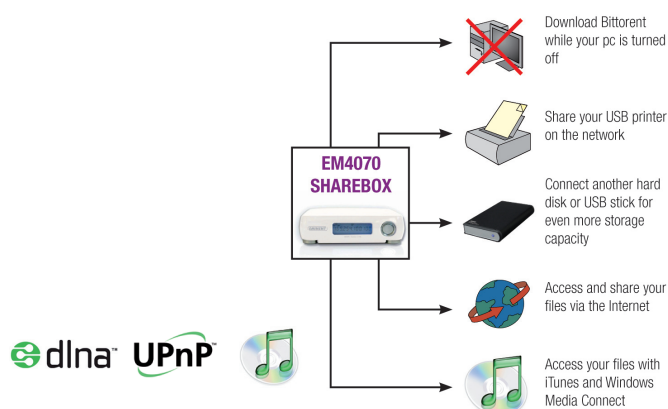 Download Bittorent
while your pc is turned
off
Share your USB printer
on the network
EM4070
SHAREBOX
Connect another hard
disk or USB stick for
even more storage
capacity
Access and share your
files via the Internet
dlna™ UPnP™
Access your files with
iTunes and Windows
Media Connect